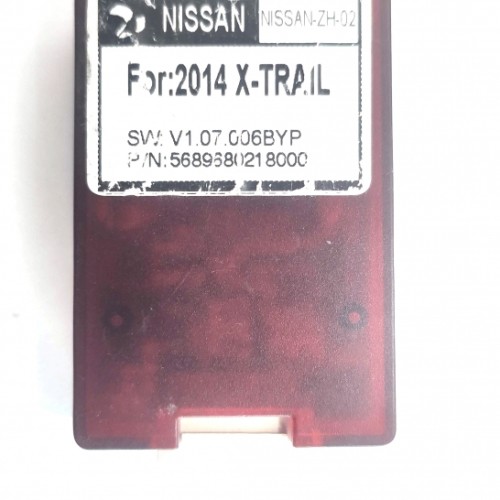 NISSAN NISSAN-ZH-02
For:2014 X-TRAIL
SW: V1.07.006BYP
P/N:5689680218000